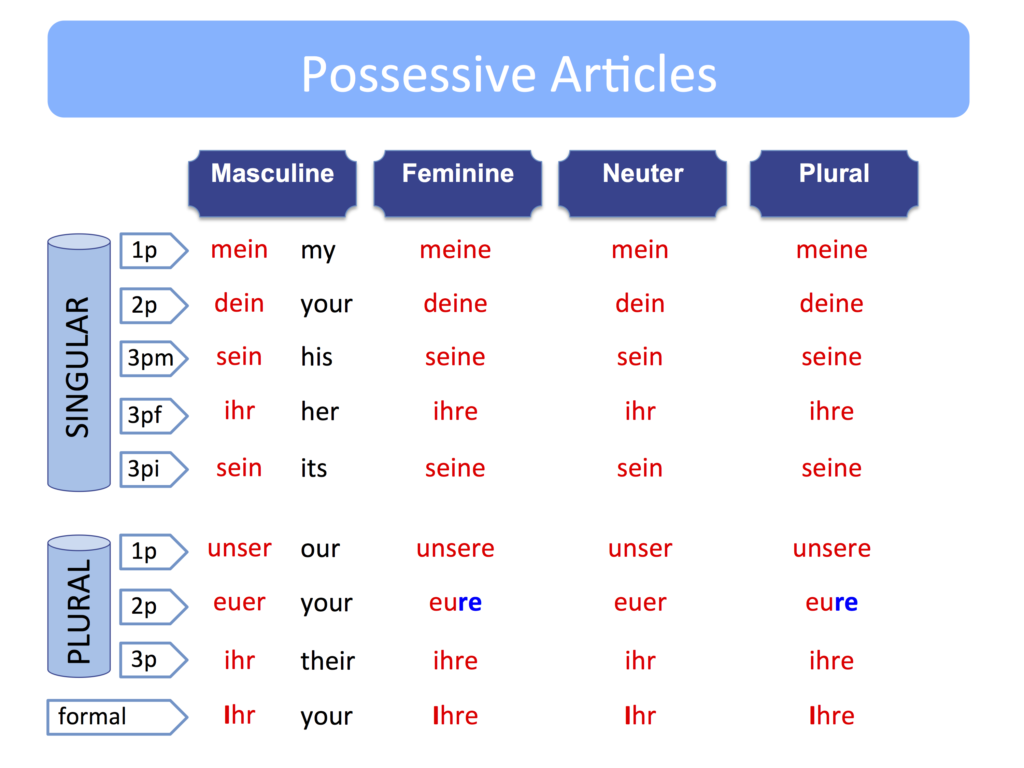 Possessive Articles
Masculine Feminine Neuter Plural
SINGULAR
1p mein my meine mein meine
2p dein your deine dein deine
3pm sein his seine sein seine
3pf ihr her ihre ihr ihre
3pi sein its seine sein seine
PLURAL
1p unser our unsere unser unsere
2p euer your eure euer eure
3p ihr their ihre ihr ihre
formal Ihr your Ihre Ihr Ihre